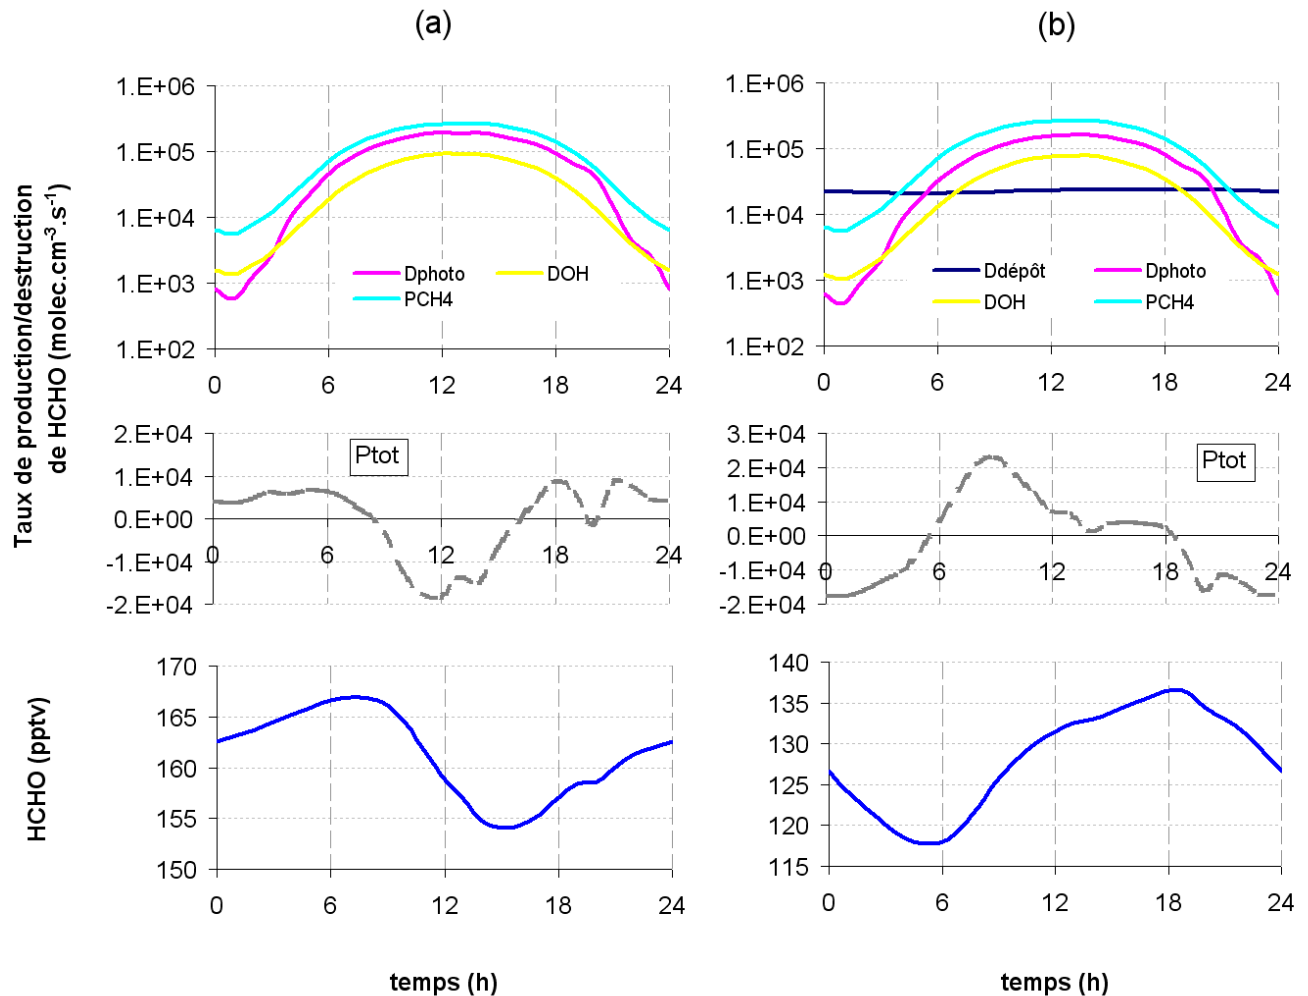 (a)
(b)
Taux de production/destruction
de HCHO (molec.cm-3.s-1)
1.E+06
1.E+05
1.E+04
1.E+03
1.E+02
Dphoto
DOH
PCH4
0
6
12
18
24
1.E+06
1.E+05
1.E+04
1.E+03
1.E+02
Ddépôt
Dphoto
DOH
PCH4
0
6
12
18
24
2.E+04
1.E+04
0.E+00
-1.E+04
-2.E+04
Ptot
0
6
12
18
24
3.E+04
2.E+04
1.E+04
0.E+00
-1.E+04
-2.E+04
Ptot
0
6
12
18
24
HCHO (pptv)
170
165
160
155
150
0
6
12
18
24
temps (h)
140
135
130
125
120
115
0
6
12
18
24
temps (h)